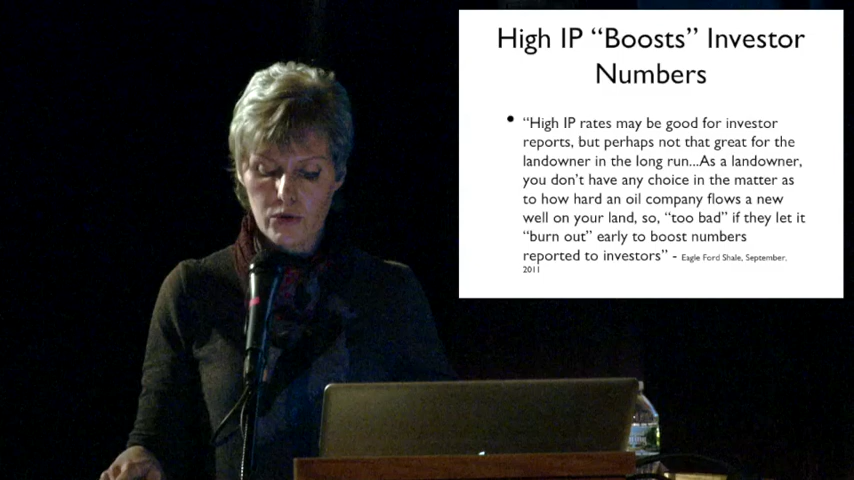 High IP “Boosts” Investor
Numbers
• “High IP rates may be good for investor
reports, but perhaps not that great for the
landowner in the long run...As a landowner,
you don’t have any choice in the matter as
to how hard an oil company flows a new
well on your land, so, “too bad” if they let it
“burn out” early to boost numbers
reported to investors” - Eagle Ford Shale, September,
2011